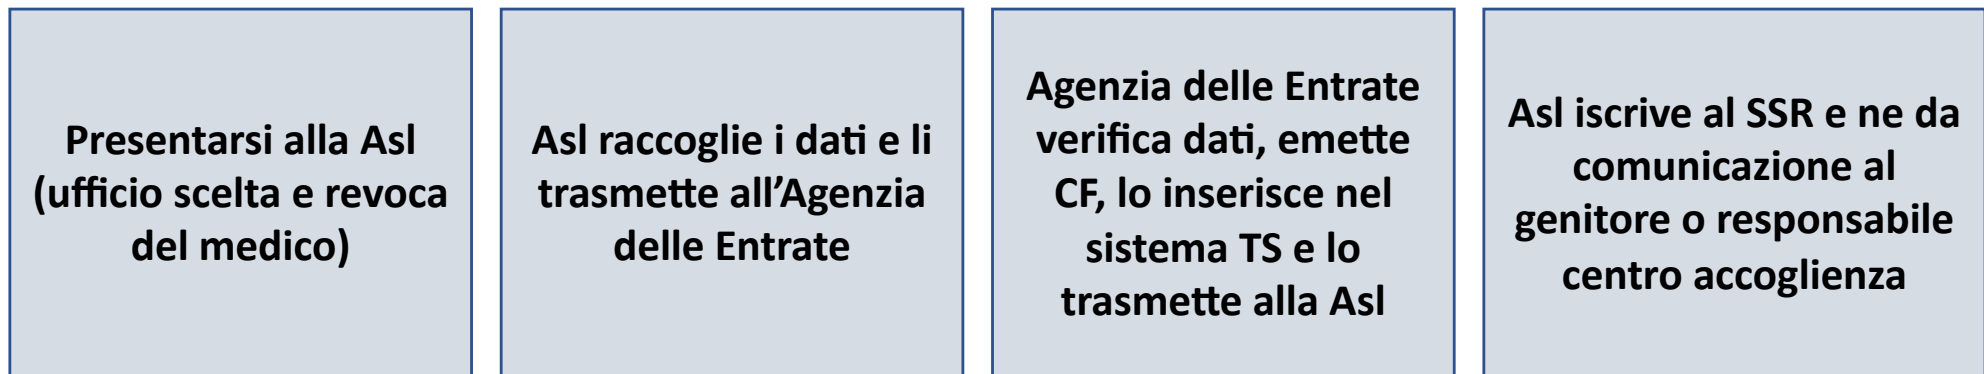 Presentarsi alla Asl
(ufficio scelta e revoca
del medico)
Asl raccoglie i dati e li
trasmette all’Agenzia
delle Entrate
Agenzia delle Entrate
verifica dati, emette
CF, lo inserisce nel
sistema TS e lo
trasmette alla Asl
Asl iscrive al SSR e ne da
comunicazione al
genitore o responsabile
centro accoglienza